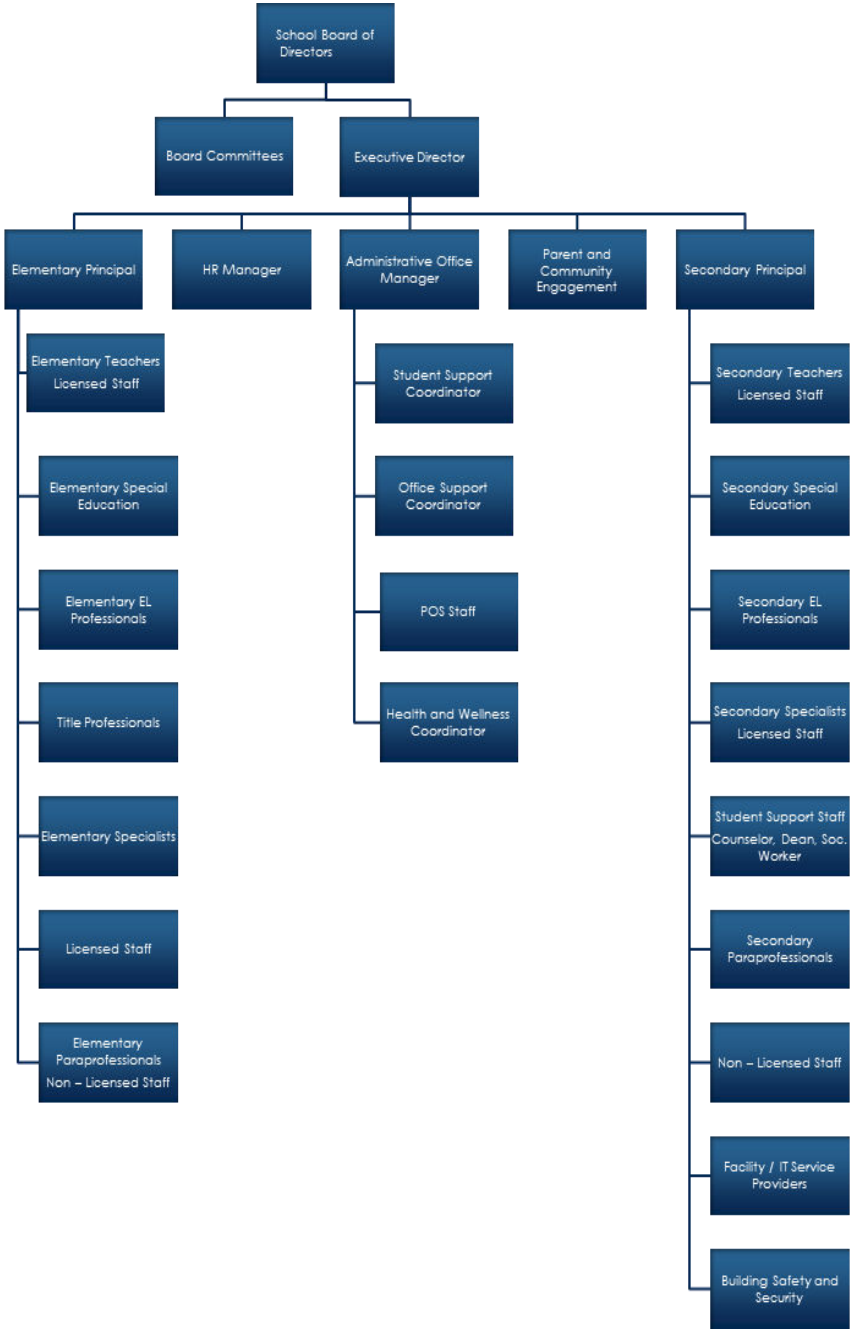 School Board of
Directors
Board Committees
Executive Director
Elementary Principal
HR Manager
Administrative Office
Manager
Parent and
Community
Engagement
Secondary Principal
Elementary Teachers
Licensed Staff
Elementary Special
Education
Elementary EL
Professionals
Title Professionals
Elementary Specialists
Licensed Staff
Elementary
Paraprofessionals
Non – Licensed Staff
Student Support
Coordinator
Office Support
Coordinator
POS Staff
Health and Wellness
Coordinator
Secondary Teachers
Licensed Staff
Secondary Special
Education
Secondary EL
Professionals
Secondary Specialists
Licensed Staff
Student Support Staff
Counselor, Dean, Soc.
Worker
Secondary
Paraprofessionals
Non – Licensed Staff
Facility / IT Service
Providers
Building Safety and
Security